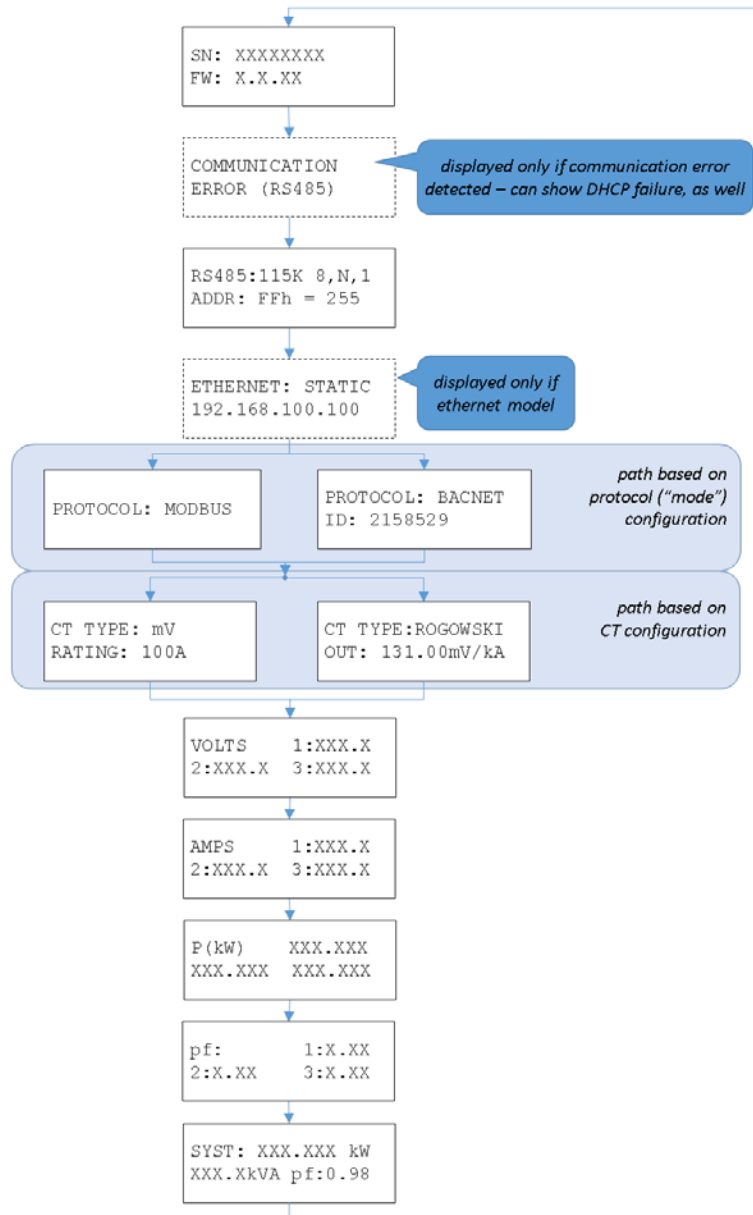 SN: XXXXXXXX
FW: X.X.XX
COMMUNICATION
ERROR (RS485)
displayed only if communication error
detected – can show DHCP failure, as well
RS485:115K 8,N,1
ADDR: FFh = 255
ETHERNET: STATIC
192.168.100.100
displayed only if
ethernet model
PROTOCOL: MODBUS
PROTOCOL: BACNET
ID: 2158529
path based on
protocol (“mode”)
configuration
CT TYPE: mV
RATING: 100A
CT TYPE:ROGOWSKI
OUT: 131.00mV/kA
path based on
CT configuration
VOLTS 1:XXX.X
2:XXX.X 3:XXX.X
AMPS 1:XXX.X
2:XXX.X 3:XXX.X
P(kW) XXX.XXX
XXX.XXX XXX.XXX
pf: 1:X.XX
2:X.XX 3:X.XX
SYST: XXX.XXX kW
XXX.XkVA pf:0.98